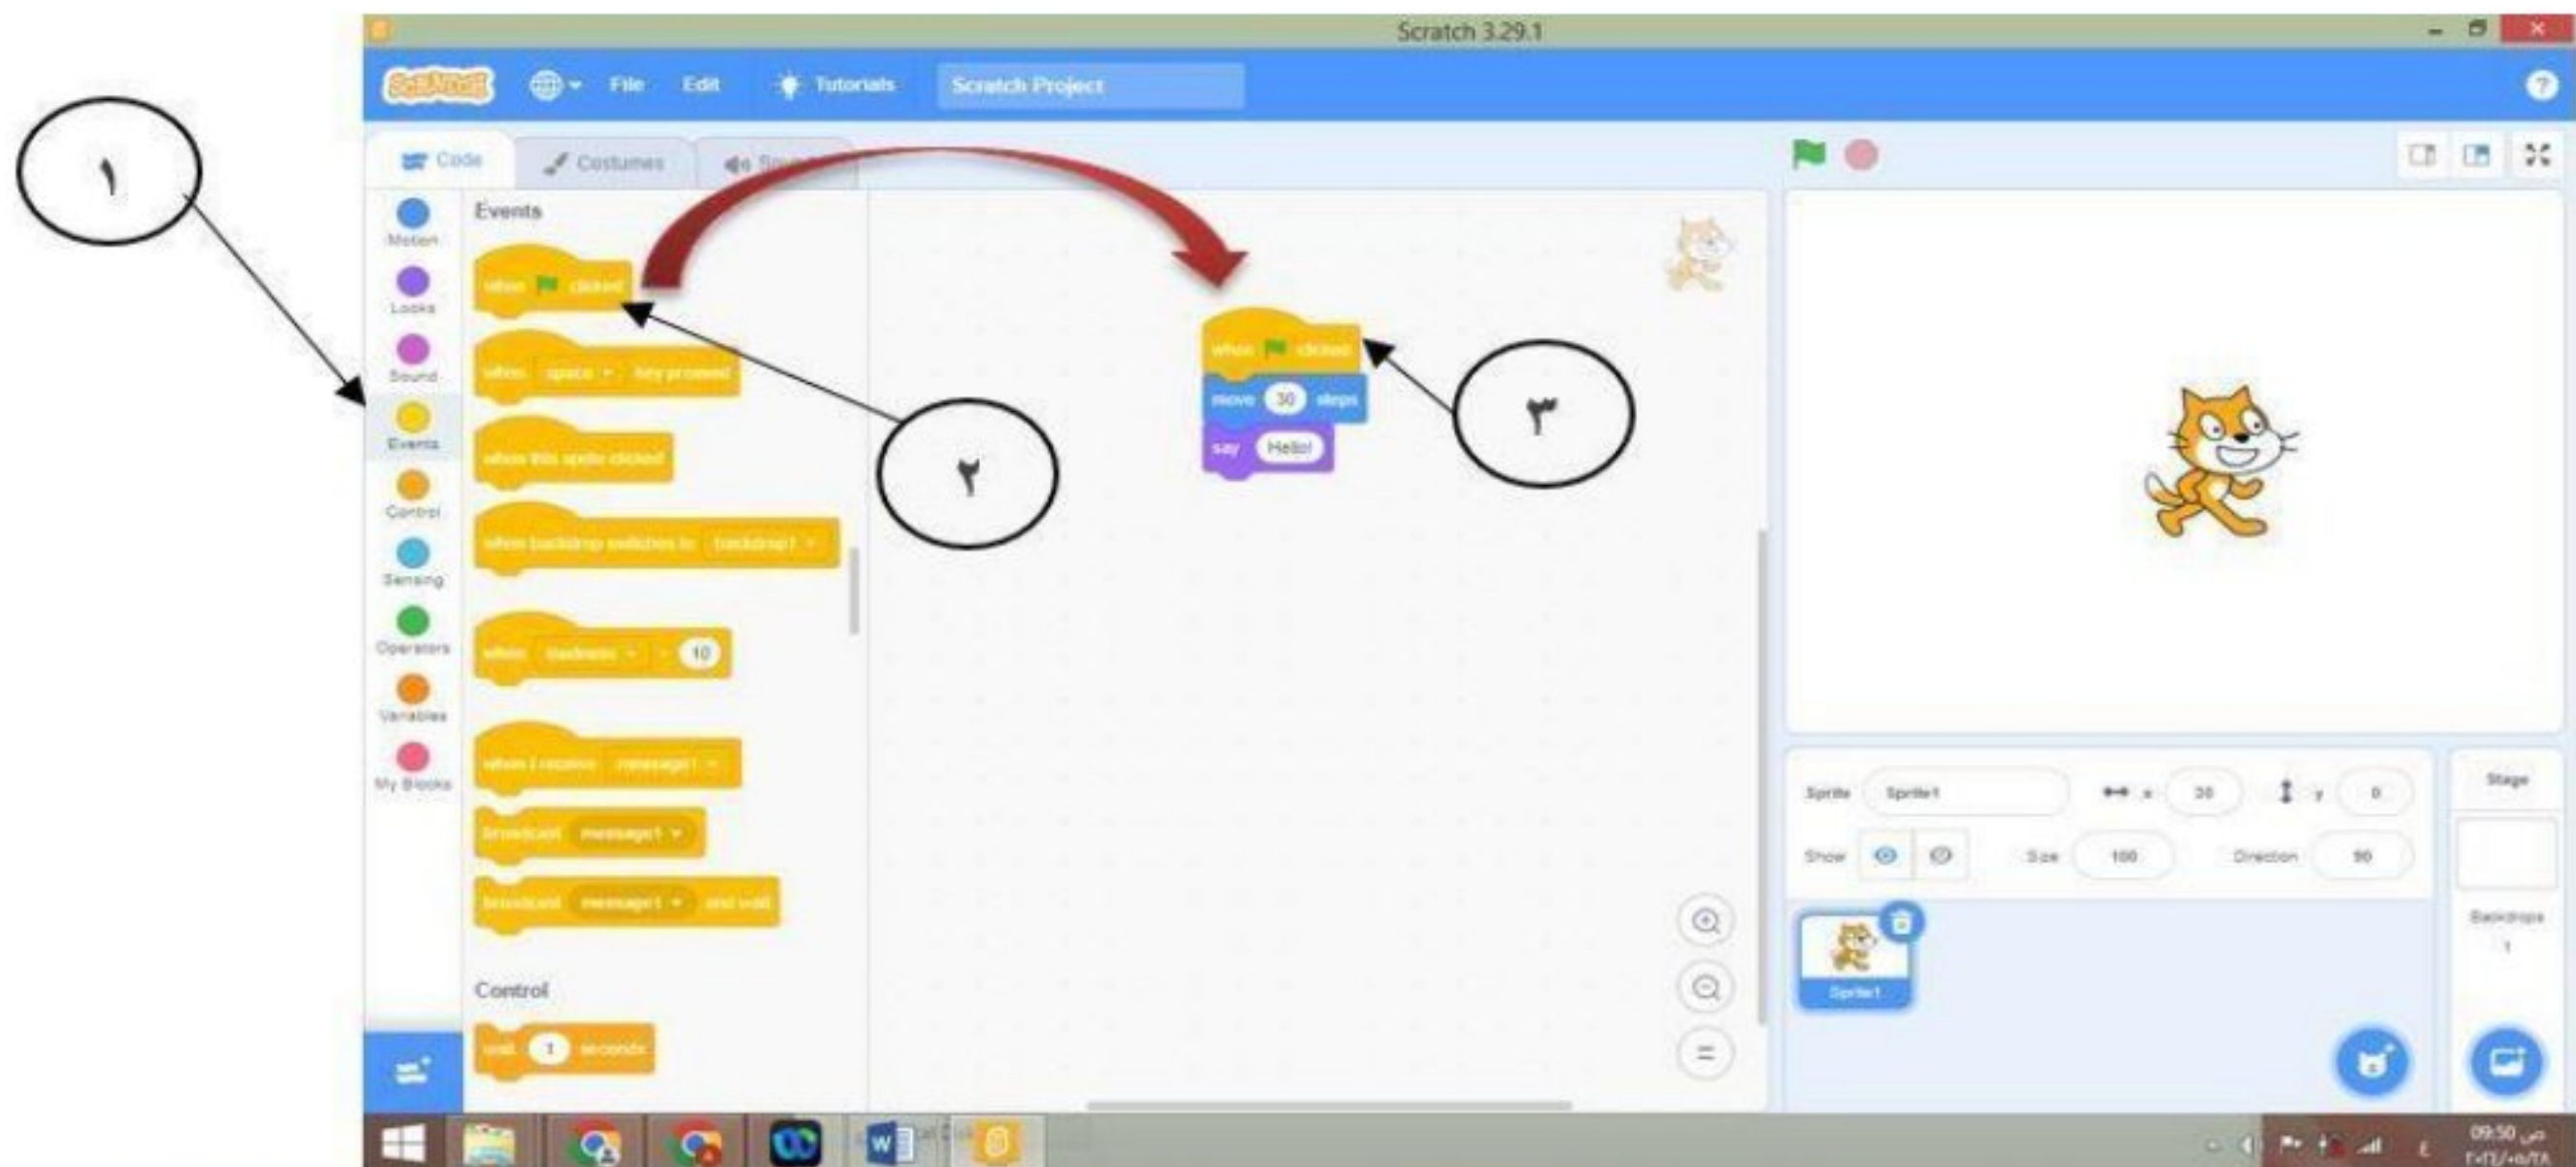 Scratch 3.29.1
SCRATCH File Edit Tutorials Scratch Project
١
Code Costumes
Motion
Looks
Sound
Events
Control
Sensing
Operators
Variables
My Blocks
Events
when clicked
when space key pressed
when this sprite clicked
when backdrop switches to backdrop1
when loudness 10
when I receive message1
broadcast message1
broadcast message1 and wait
Control
wait 1 seconds
٢
when clicked
move 30 steps
say Hello!
٣
Sprite Sprite1 x 30 y 0
Show Size 100 Direction 90
Sprite1
Stage
Backdrops
1
W
ع
09:50 ص